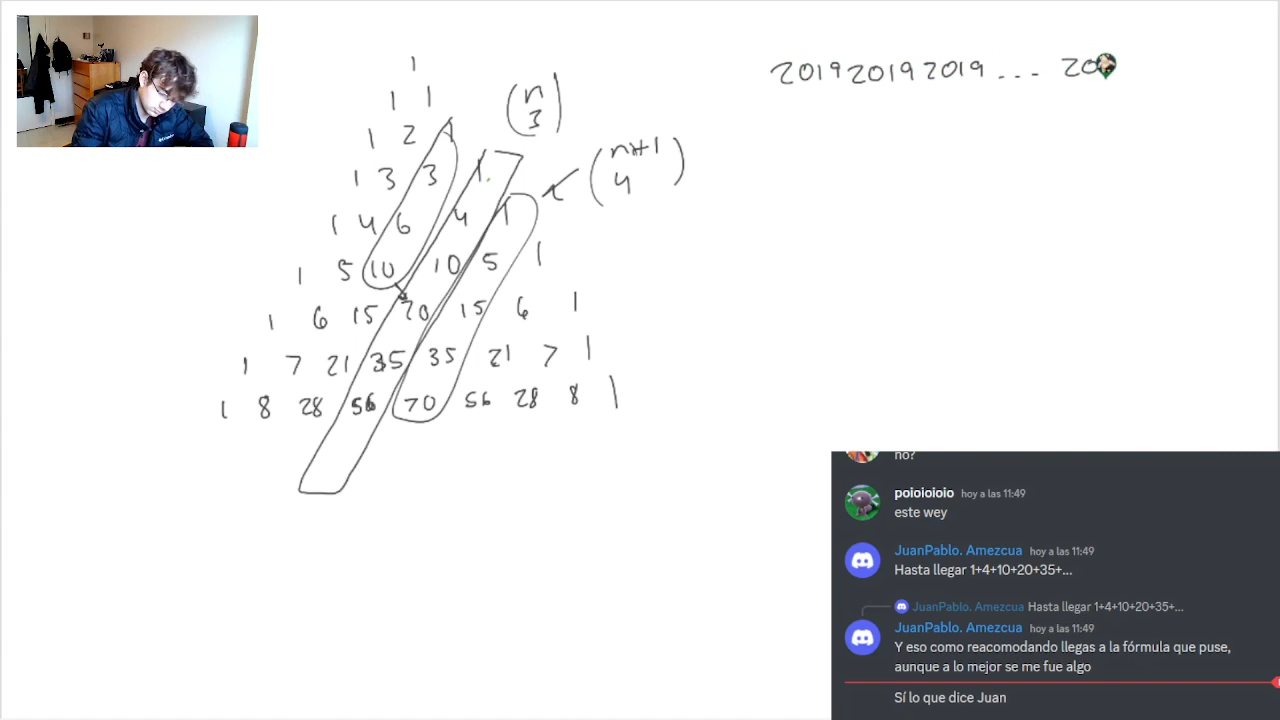 1
1 1
1 2 1
1 3 3 1
1 4 6 4 1
1 5 10 10 5 1
1 6 15 20 15 6 1
1 7 21 35 35 21 7 1
1 8 28 56 70 56 28 8 1
(n
3)
(n+1
4)
201920192019... 20
no?
poioioioio hoy a las 11:49
este wey
JuanPablo. Amezcua hoy a las 11:49
Hasta llegar 1+4+10+20+35+...
JuanPablo. Amezcua Hasta llegar 1+4+10+20+35+...
JuanPablo. Amezcua hoy a las 11:49
Y eso como reacomodando llegas a la fórmula que puse,
aunque a lo mejor se me fue algo
Sí lo que dice Juan